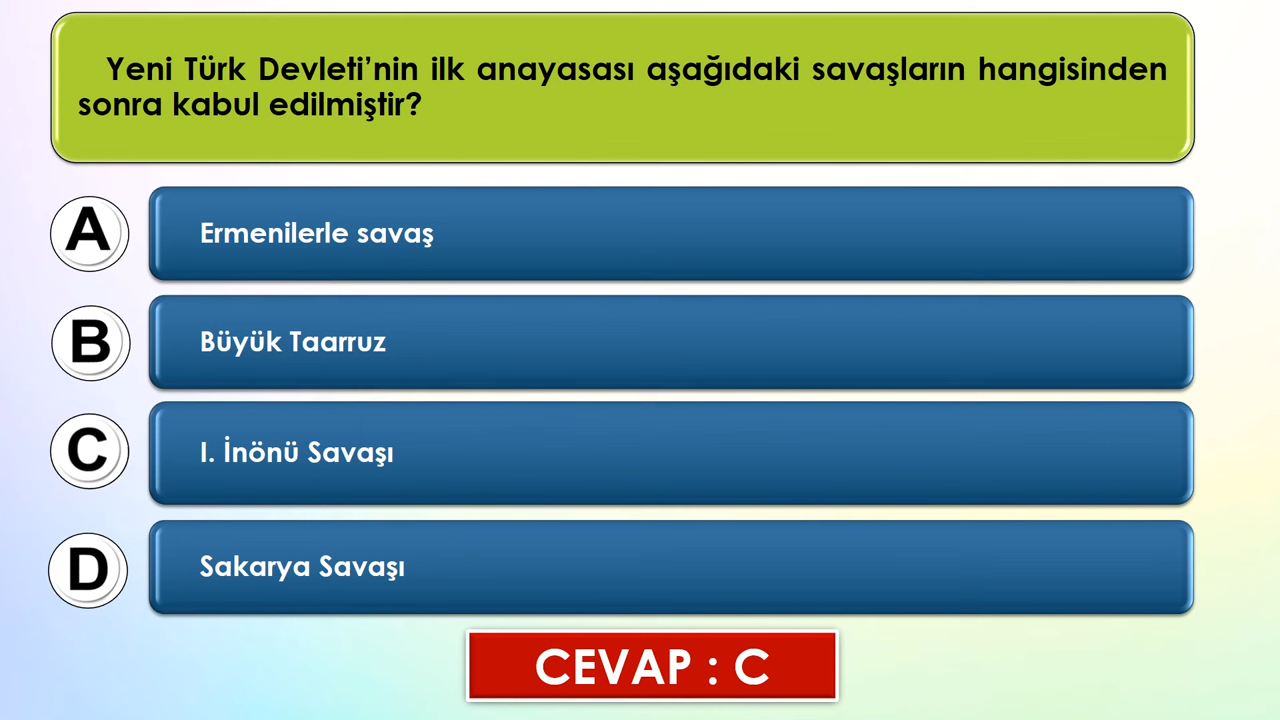 Yeni Türk Devleti’nin ilk anayasası aşağıdaki savaşların hangisinden
sonra kabul edilmiştir?
A
Ermenilerle savaş
B
Büyük Taarruz
C
I. İnönü Savaşı
D
Sakarya Savaşı
CEVAP : C